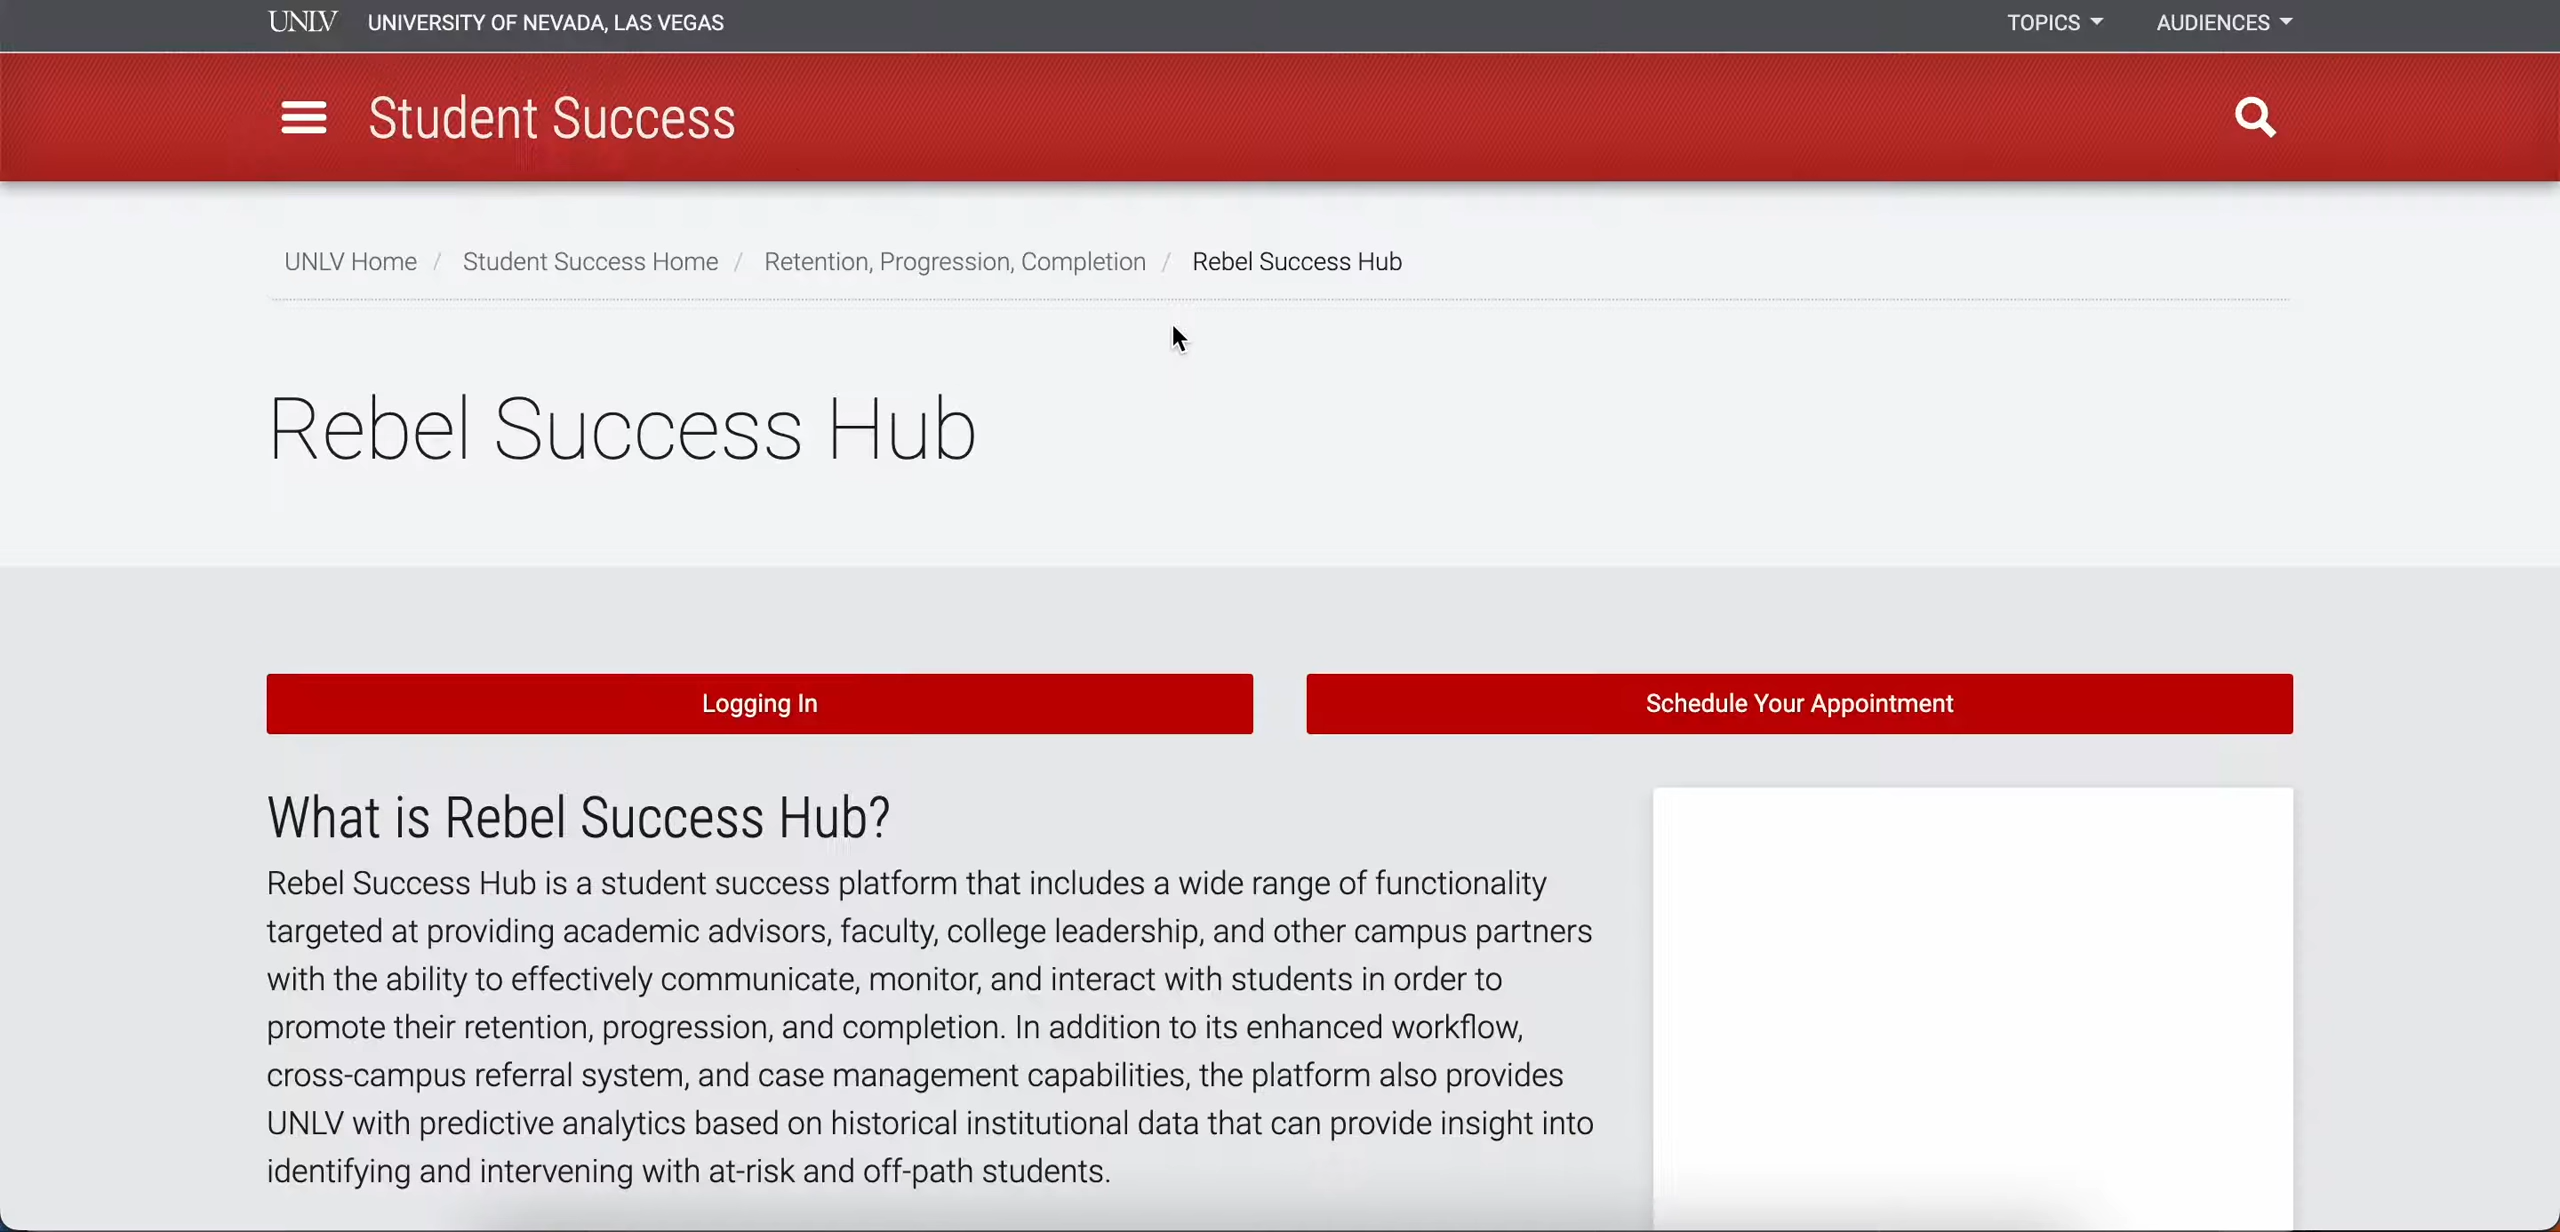 UNLV UNIVERSITY OF NEVADA, LAS VEGAS TOPICS AUDIENCES
Student Success
UNLV Home / Student Success Home / Retention, Progression, Completion / Rebel Success Hub
Rebel Success Hub
Logging In
Schedule Your Appointment
What is Rebel Success Hub?
Rebel Success Hub is a student success platform that includes a wide range of functionality
targeted at providing academic advisors, faculty, college leadership, and other campus partners
with the ability to effectively communicate, monitor, and interact with students in order to
promote their retention, progression, and completion. In addition to its enhanced workflow,
cross-campus referral system, and case management capabilities, the platform also provides
UNLV with predictive analytics based on historical institutional data that can provide insight into
identifying and intervening with at-risk and off-path students.